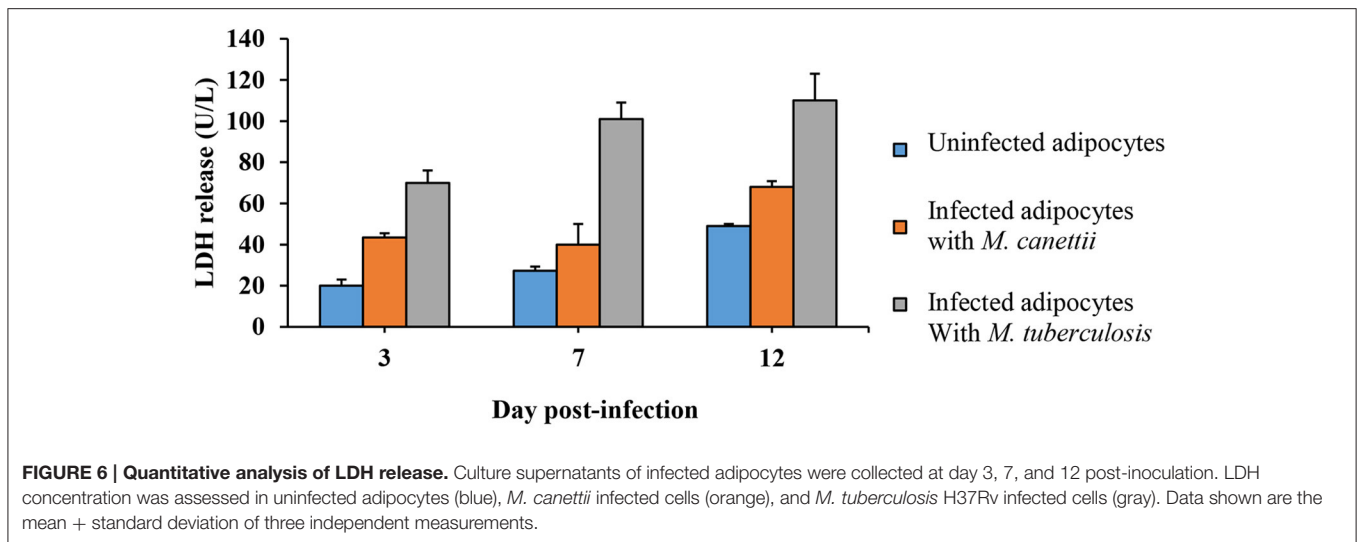 140
120
100
80
60
40
20
0
LDH release (U/L)
3 7 12
Day post-infection
Uninfected adipocytes
Infected adipocytes
with M. canettii
Infected adipocytes
With M. tuberculosis
FIGURE 6 | Quantitative analysis of LDH release. Culture supernatants of infected adipocytes were collected at day 3, 7, and 12 post-inoculation. LDH
concentration was assessed in uninfected adipocytes (blue), M. canettii infected cells (orange), and M. tuberculosis H37Rv infected cells (gray). Data shown are the
mean + standard deviation of three independent measurements.